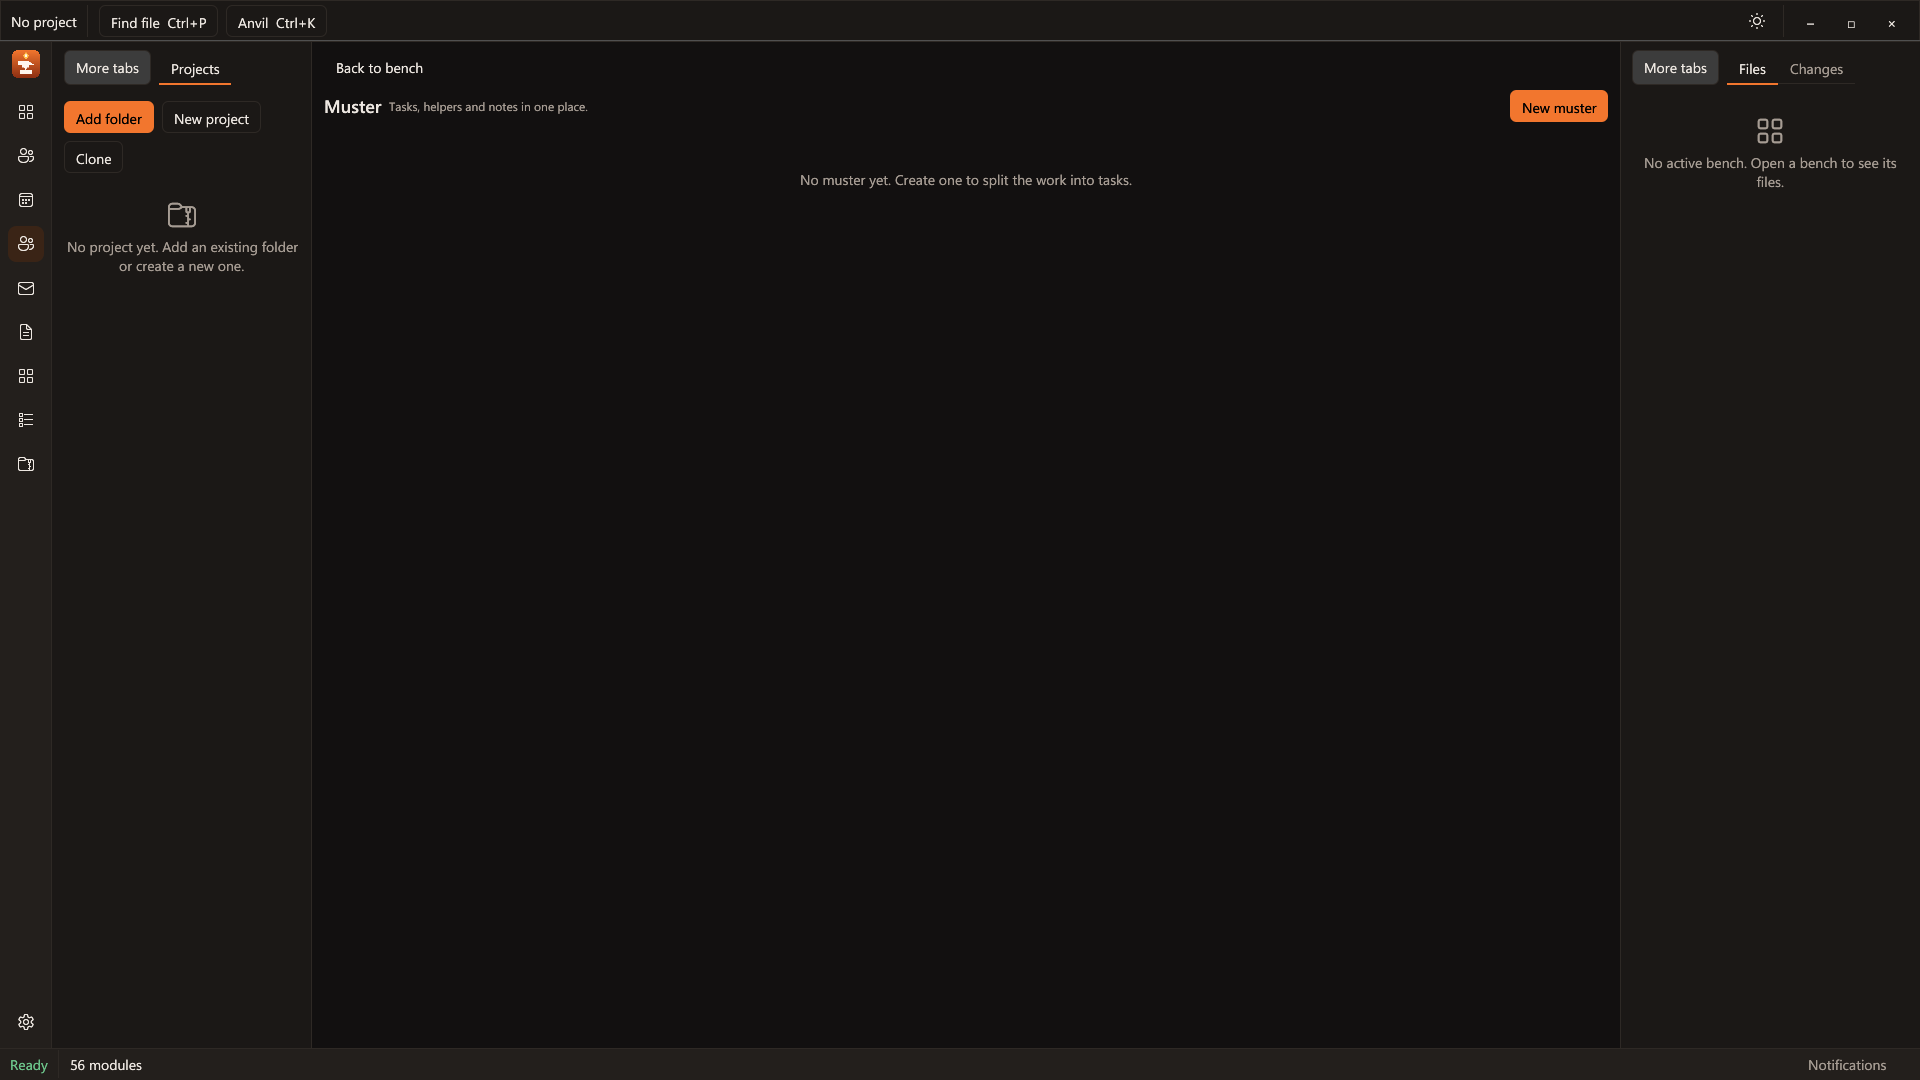 No project
Find file Ctrl+P
Anvil Ctrl+K
More tabs
Projects
Add folder
New project
Clone
No project yet. Add an existing folder
or create a new one.
Back to bench
Muster
Tasks, helpers and notes in one place.
New muster
No muster yet. Create one to split the work into tasks.
More tabs
Files
Changes
No active bench. Open a bench to see its
files.
Ready
56 modules
Notifications